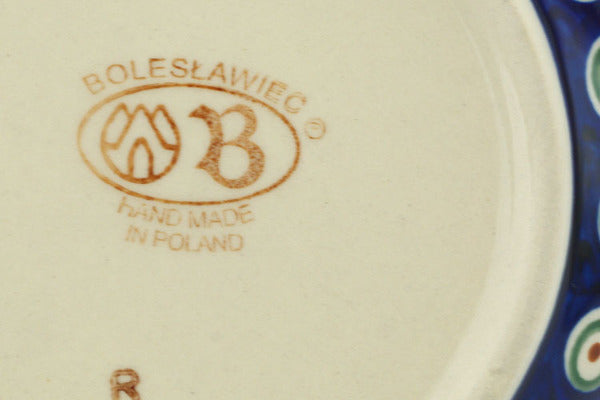 BOLESŁAWIEC ®
B
HAND MADE
IN POLAND
R